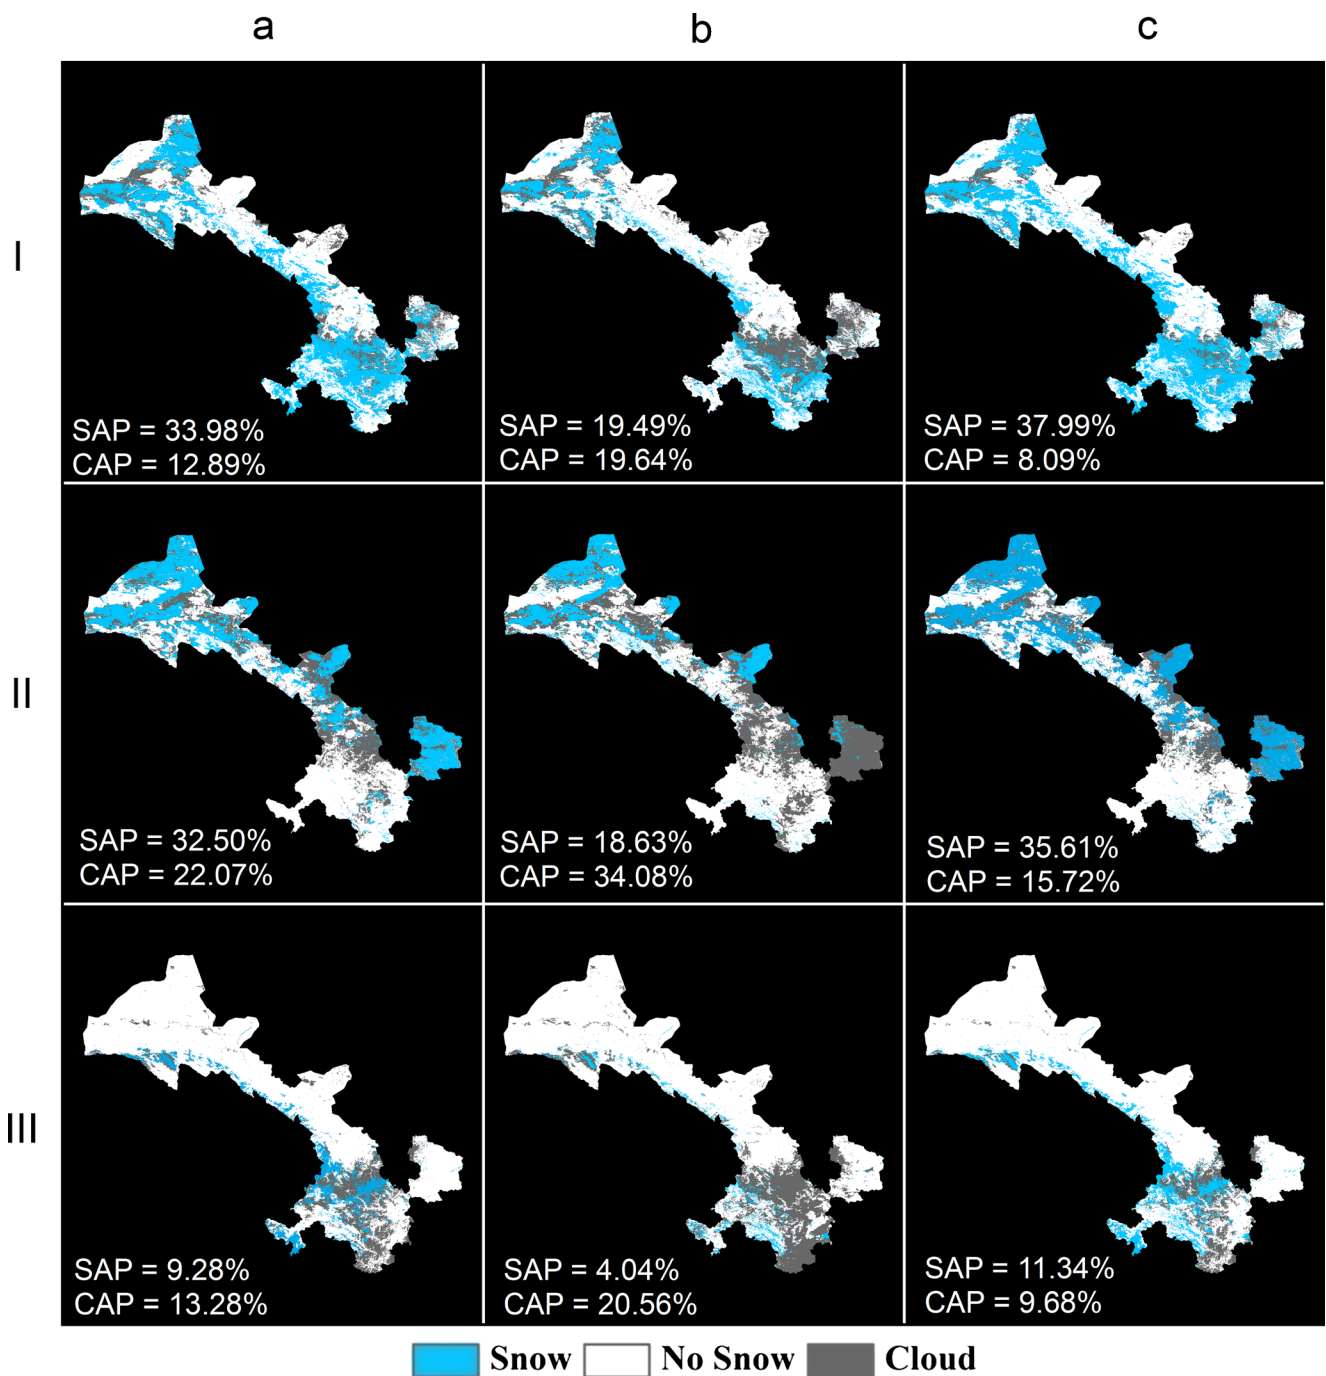 a
b
c
I
SAP = 33.98%
CAP = 12.89%
SAP = 19.49%
CAP = 19.64%
SAP = 37.99%
CAP = 8.09%
II
SAP = 32.50%
CAP = 22.07%
SAP = 18.63%
CAP = 34.08%
SAP = 35.61%
CAP = 15.72%
III
SAP = 9.28%
CAP = 13.28%
SAP = 4.04%
CAP = 20.56%
SAP = 11.34%
CAP = 9.68%
Snow
No Snow
Cloud